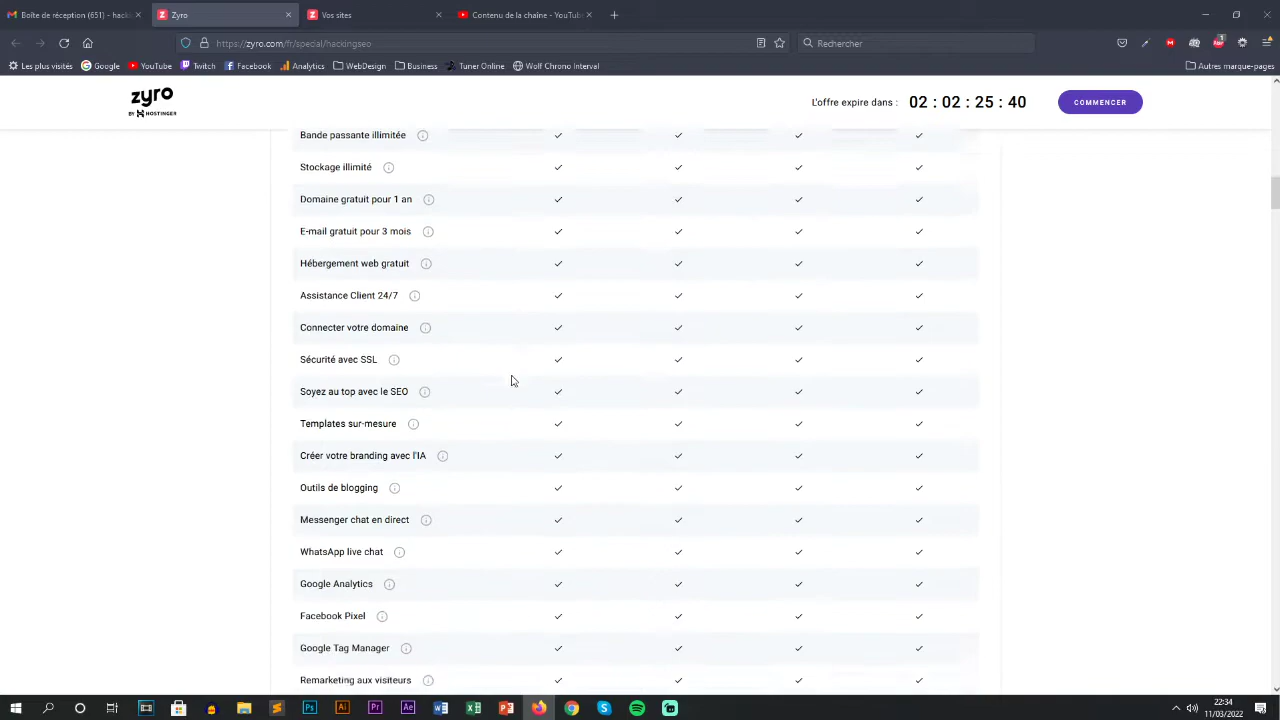 Boîte de réception (651) - hacki
Zyro
Vos sites
Contenu de la chaîne - YouTube
https://zyro.com/fr/special/hackingseo
Rechercher
Les plus visités
Google
YouTube
Twitch
Facebook
Analytics
WebDesign
Business
Tuner Online
Wolf Chrono Interval
Autres marque-pages
zyro
BY HOSTINGER
L'offre expire dans :
02 : 02 : 25 : 40
COMMENCER
Bande passante illimitée
Stockage illimité
Domaine gratuit pour 1 an
E-mail gratuit pour 3 mois
Hébergement web gratuit
Assistance Client 24/7
Connecter votre domaine
Sécurité avec SSL
Soyez au top avec le SEO
Templates sur-mesure
Créer votre branding avec l'IA
Outils de blogging
Messenger chat en direct
WhatsApp live chat
Google Analytics
Facebook Pixel
Google Tag Manager
Remarketing aux visiteurs
22:34
11/03/2022